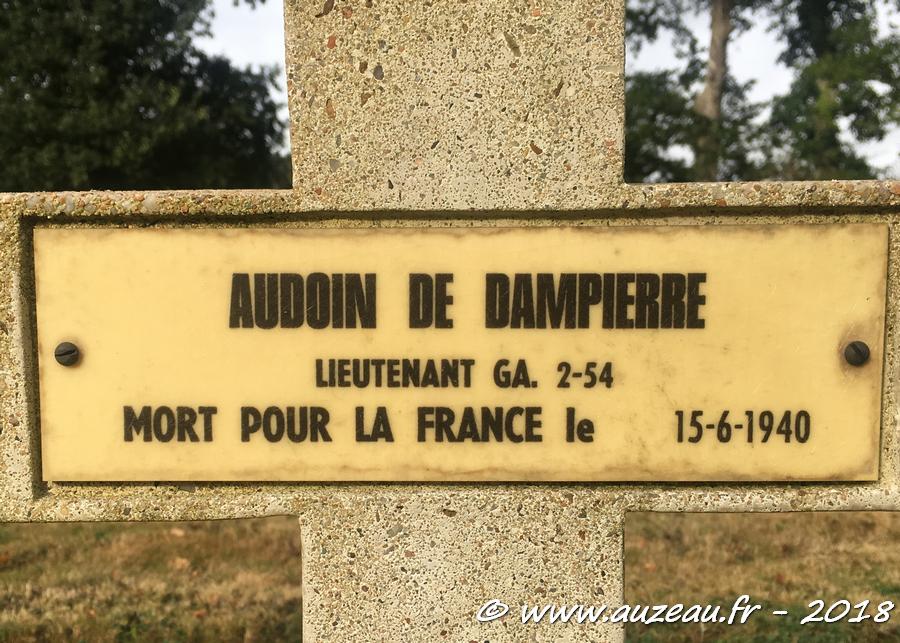 AUDOIN DE DAMPIERRE
LIEUTENANT GA. 2-54
MORT POUR LA FRANCE le 15-6-1940
© www.auzeau.fr - 2018